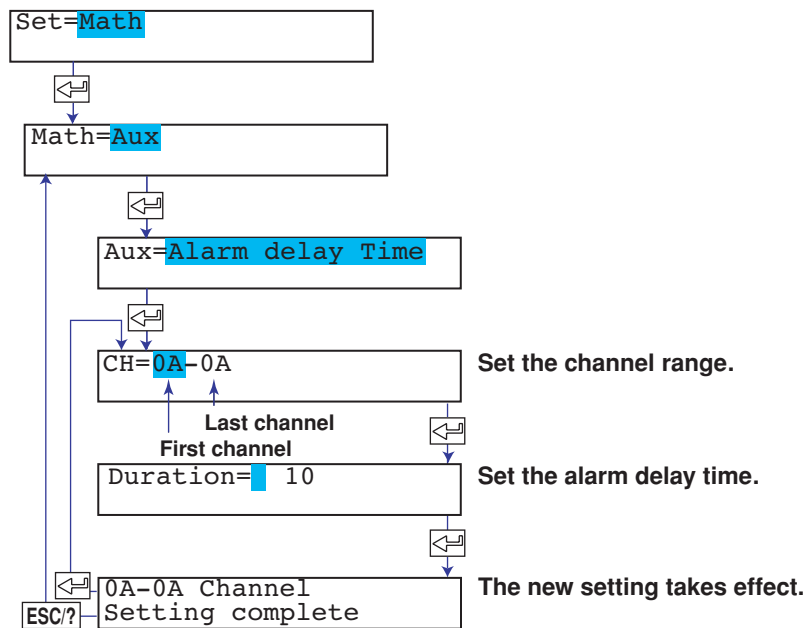 Set=Math
Math=Aux
Aux=Alarm delay Time
CH=0A-0A
Set the channel range.
Last channel
First channel
Duration=  10
Set the alarm delay time.
0A-0A Channel
The new setting takes effect.
ESC/?
Setting complete